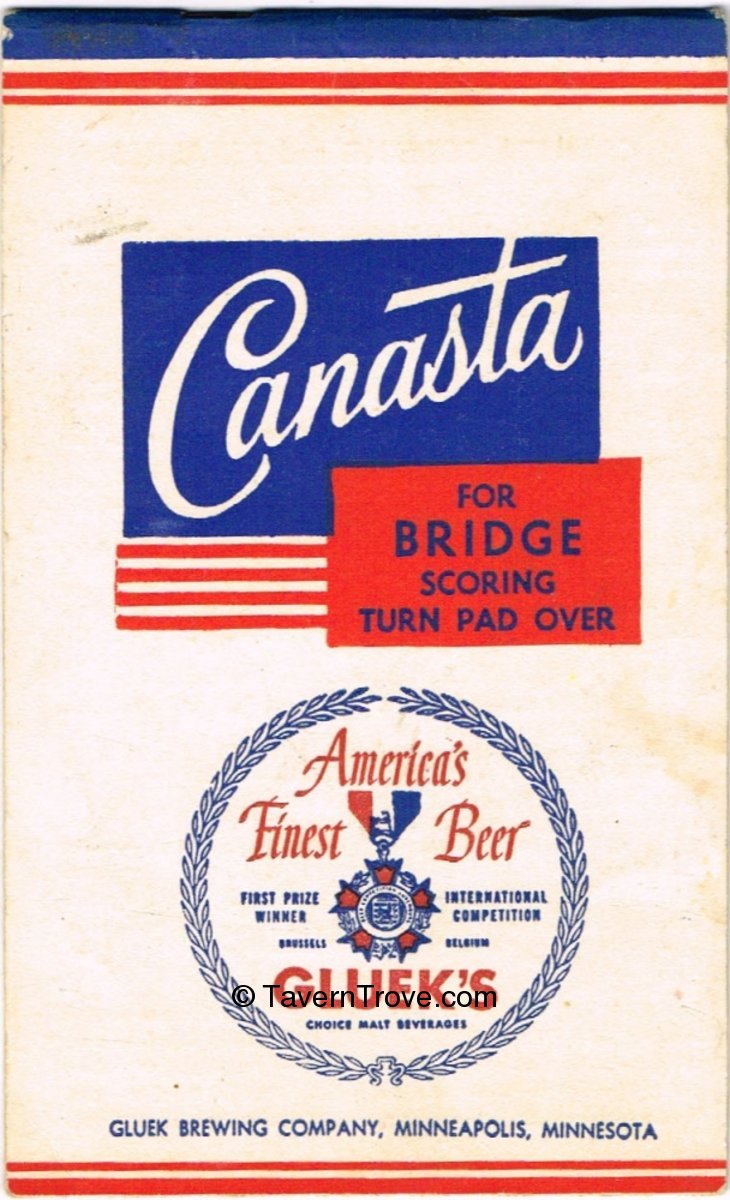 Canasta
FOR
BRIDGE
SCORING
TURN PAD OVER
America's
Finest Beer
FIRST PRIZE INTERNATIONAL
WINNER COMPETITION
BRUSSELS BELGIUM
GLUEK'S
© TavernTrove.com
CHOICE MALT BEVERAGES
GLUEK BREWING COMPANY, MINNEAPOLIS, MINNESOTA